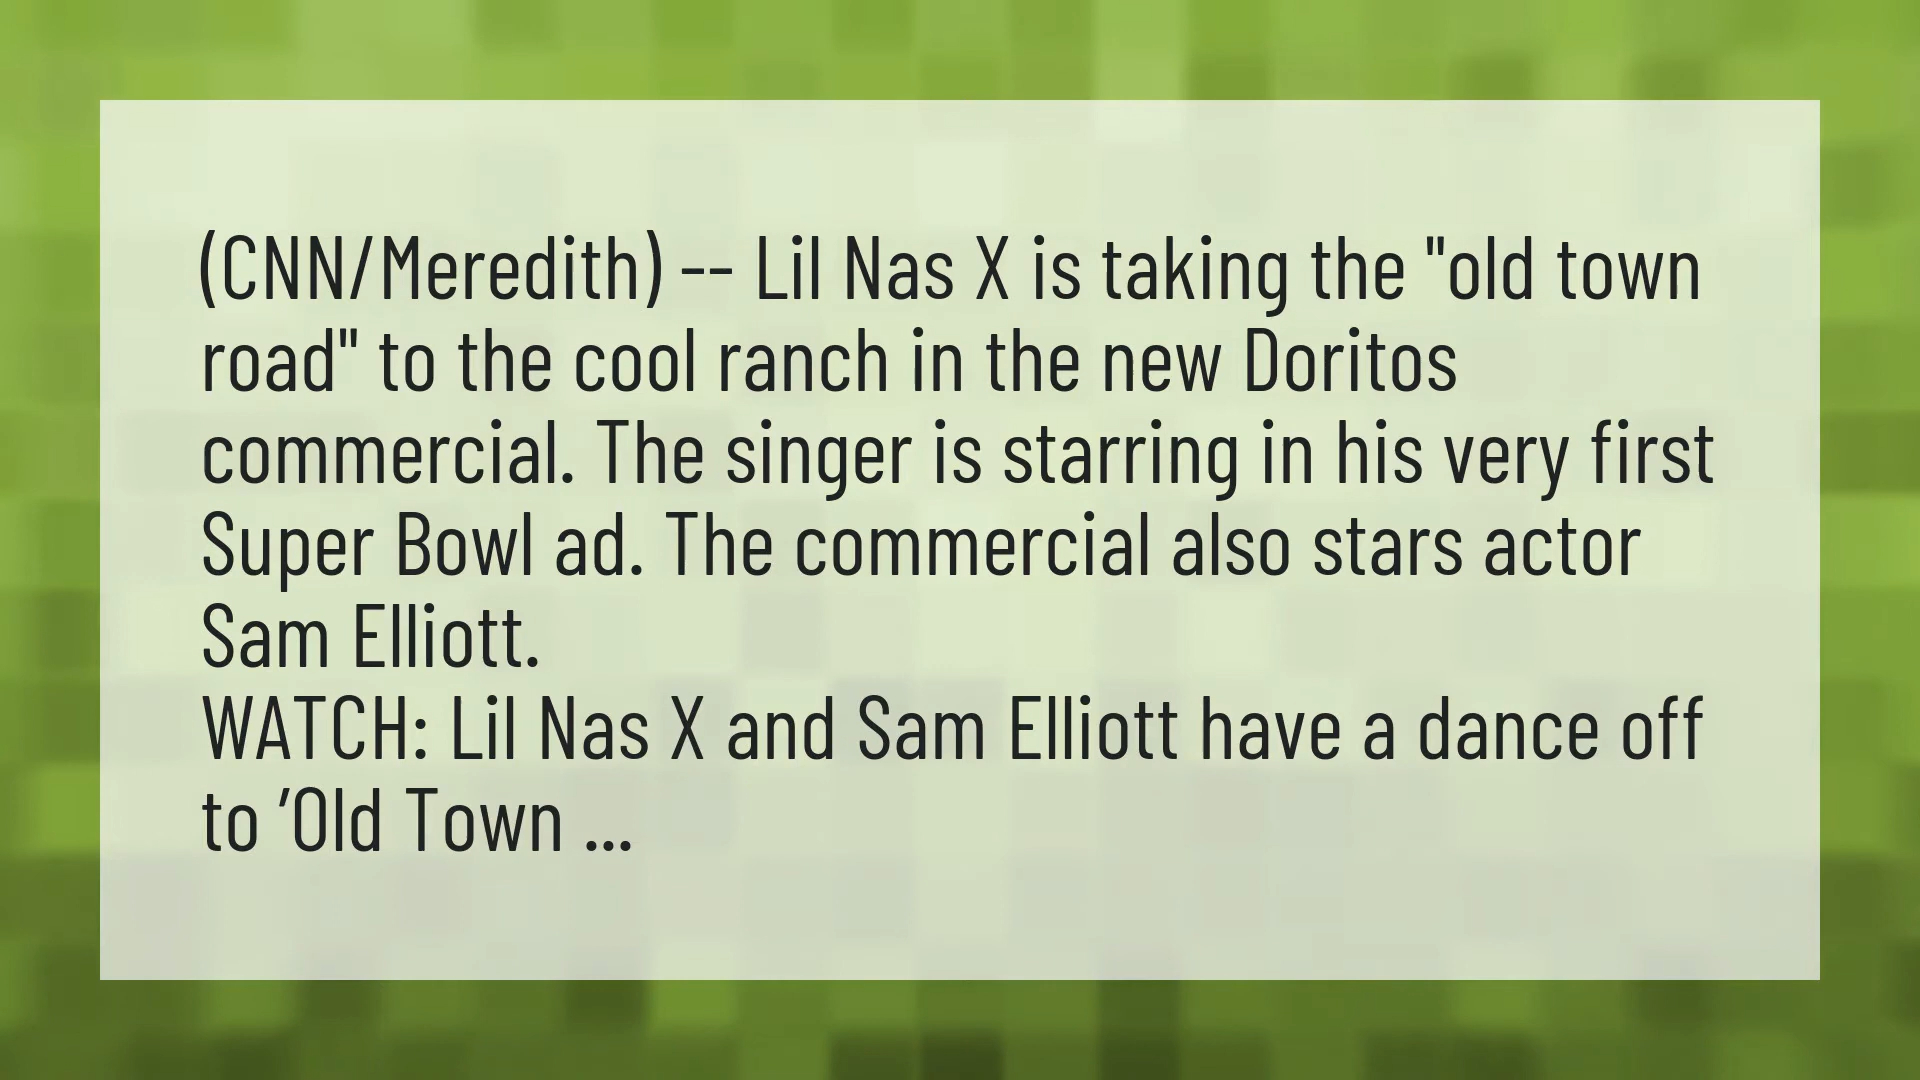 (CNN/Meredith) -- Lil Nas X is taking the "old town
road" to the cool ranch in the new Doritos
commercial. The singer is starring in his very first
Super Bowl ad. The commercial also stars actor
Sam Elliott.
WATCH: Lil Nas X and Sam Elliott have a dance off
to ’Old Town ...